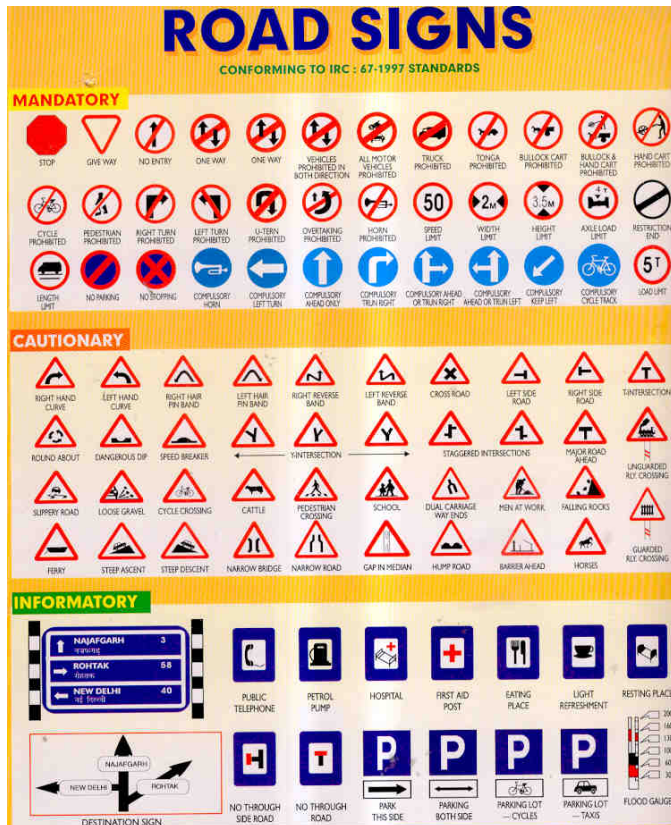 ROAD SIGNS
CONFORMING TO IRC : 67-1997 STANDARDS
MANDATORY
STOP
GIVE WAY
NO ENTRY
ONE WAY
ONE WAY
VEHICLES PROHIBITED IN BOTH DIRECTION
ALL MOTOR VEHICLES PROHIBITED
TRUCK PROHIBITED
TONGA PROHIBITED
BULLOCK CART PROHIBITED
BULLOCK & HAND CART PROHIBITED
HAND CART PROHIBITED
50
2M
3.5M
4 T
CYCLE PROHIBITED
PEDESTRIAN PROHIBITED
RIGHT TURN PROHIBITED
LEFT TURN PROHIBITED
U-TERN PROHIBITED
OVERTAKING PROHIBITED
HORN PROHIBITED
SPEED LIMIT
WIDTH LIMIT
HEIGHT LIMIT
AXLE LOAD LIMIT
RESTRICTION END
5T
LENGTH LIMIT
NO PARKING
NO STOPPING
COMPULSORY HORN
COMPULSORY LEFT TURN
COMPULSORY AHEAD ONLY
COMPULSORY TRUN RIGHT
COMPULSORY AHEAD OR TRUN RIGHT
COMPULSORY AHEAD OR TRUN LEFT
COMPULSORY KEEP LEFT
COMPULSORY CYCLE TRACK
LOAD LIMIT
CAUTIONARY
RIGHT HAND CURVE
LEFT HAND CURVE
RIGHT HAIR PIN BAND
LEFT HAIR PIN BAND
RIGHT REVERSE BAND
LEFT REVERSE BAND
CROSS ROAD
LEFT SIDE ROAD
RIGHT SIDE ROAD
T-INTERSECTION
ROUND ABOUT
DANGEROUS DIP
SPEED BREAKER
Y-INTERSECTION
STAGGERED INTERSECTIONS
MAJOR ROAD AHEAD
UNGUARDED RLY. CROSSING
SLIPPERY ROAD
LOOSE GRAVEL
CYCLE CROSSING
CATTLE
PEDESTRIAN CROSSING
SCHOOL
DUAL CARRIAGE WAY ENDS
MEN AT WORK
FALLING ROCKS
GUARDED RLY. CROSSING
FERRY
STEEP ASCENT
STEEP DESCENT
NARROW BRIDGE
NARROW ROAD
GAP IN MEDIAN
HUMP ROAD
BARRIER AHEAD
HORSES
INFORMATORY
NAJAFGARH 3
नजफगढ़
ROHTAK 58
रोहतक
NEW DELHI 40
नई दिल्ली
PUBLIC TELEPHONE
PETROL PUMP
HOSPITAL
FIRST AID POST
EATING PLACE
LIGHT REFRESHMENT
RESTING PLACE
NAJAFGARH
NEW DELHI
ROHTAK
DESTINATION SIGN
NO THROUGH SIDE ROAD
NO THROUGH ROAD
P
PARK THIS SIDE
P
PARKING BOTH SIDE
P
PARKING LOT — CYCLES
P
PARKING LOT — TAXIS
FLOOD GAUGE